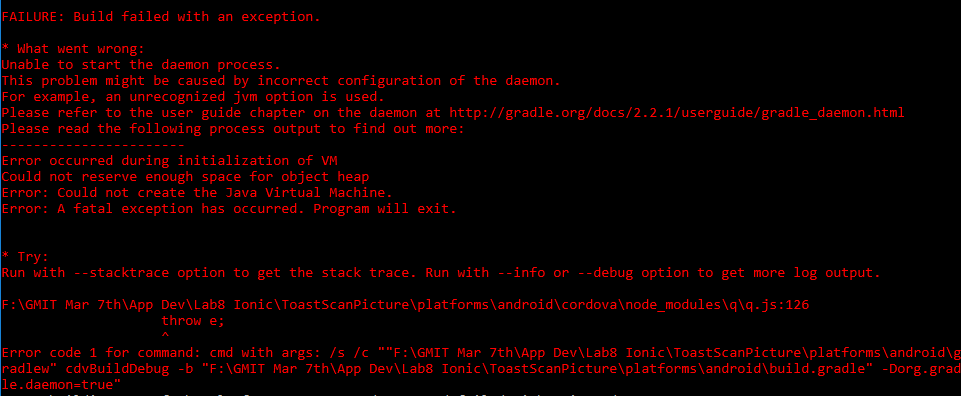 FAILURE: Build failed with an exception.
* What went wrong:
Unable to start the daemon process.
This problem might be caused by incorrect configuration of the daemon.
For example, an unrecognized jvm option is used.
Please refer to the user guide chapter on the daemon at http://gradle.org/docs/2.2.1/userguide/gradle_daemon.html
Please read the following process output to find out more:
-----------------------
Error occurred during initialization of VM
Could not reserve enough space for object heap
Error: Could not create the Java Virtual Machine.
Error: A fatal exception has occurred. Program will exit.
* Try:
Run with --stacktrace option to get the stack trace. Run with --info or --debug option to get more log output.
F:\GMIT Mar 7th\App Dev\Lab8 Ionic\ToastScanPicture\platforms\android\cordova\node_modules\q\q.js:126
throw e;
^
Error code 1 for command: cmd with args: /s /c ""F:\GMIT Mar 7th\App Dev\Lab8 Ionic\ToastScanPicture\platforms\android\g
radlew" cdvBuildDebug -b "F:\GMIT Mar 7th\App Dev\Lab8 Ionic\ToastScanPicture\platforms\android\build.gradle" -Dorg.grad
le.daemon=true"